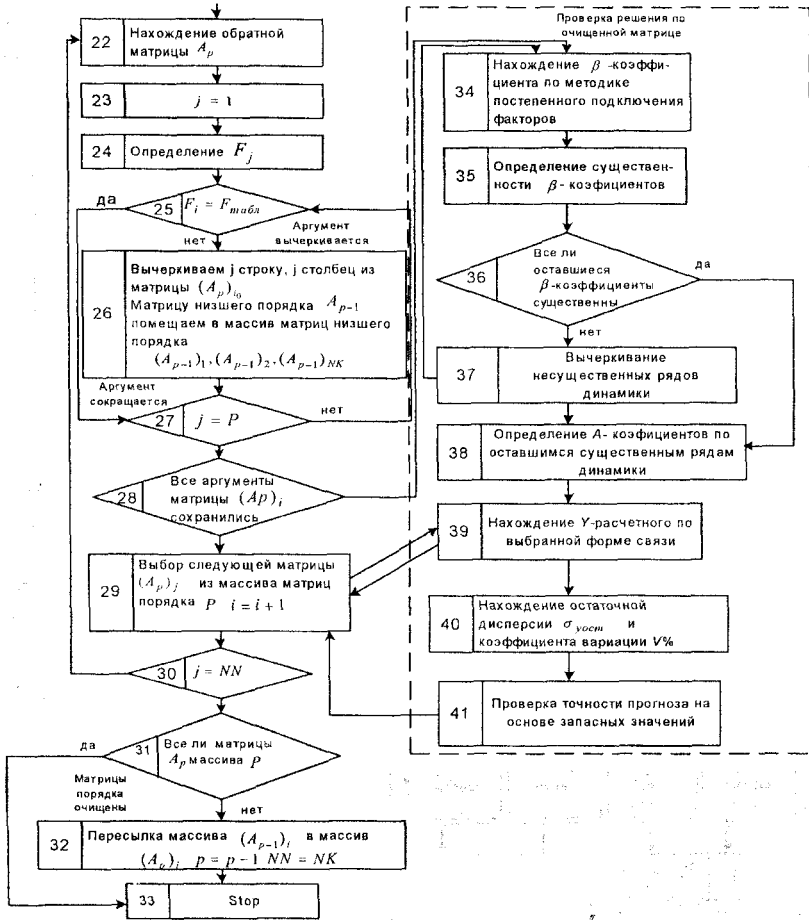 22
Нахождение обратной
матрицы A_p
23
j = 1
24
Определение F_j
да
25
F_i = F_табл
нет
Аргумент
вычеркивается
26
Вычеркиваем j строку, j столбец из
матрицы (A_p)_{i_0}
Матрицу низшего порядка A_{p-1}
помещаем в массив матриц низшего
порядка
(A_{p-1})_1, (A_{p-1})_2, (A_{p-1})_{NK}
Аргумент
сокращается
27
j = P
нет
28
Все аргументы
матрицы (Ap)_i
сохранились
29
Выбор следующей матрицы
(A_p)_j из массива матриц
порядка P i = i + 1
30
j = NN
да
31
Все ли матрицы
A_p массива P
Матрицы
порядка
очищены
нет
32
Пересылка массива (A_{p-1})_i в массив
(A_p)_i p = p − 1 NN = NK
33
Stop
Проверка решения по
очищенной матрице
34
Нахождение β -коэффи-
циента по методике
постепенного подключения
факторов
35
Определение существен-
ности β- коэфициентов
36
Все ли
оставшиеся
β-коэффициенты
существенны
да
нет
37
Вычеркивание
несущественных рядов
динамики
38
Определение A- коэфициентов по
оставшимся существенным рядам
динамики
39
Нахождение Y-расчетного по
выбранной форме связи
40
Нахождение остаточной
дисперсии σ_yост и
коэффициента вариации V%
41
Проверка точности прогноза на
основе запасных значений